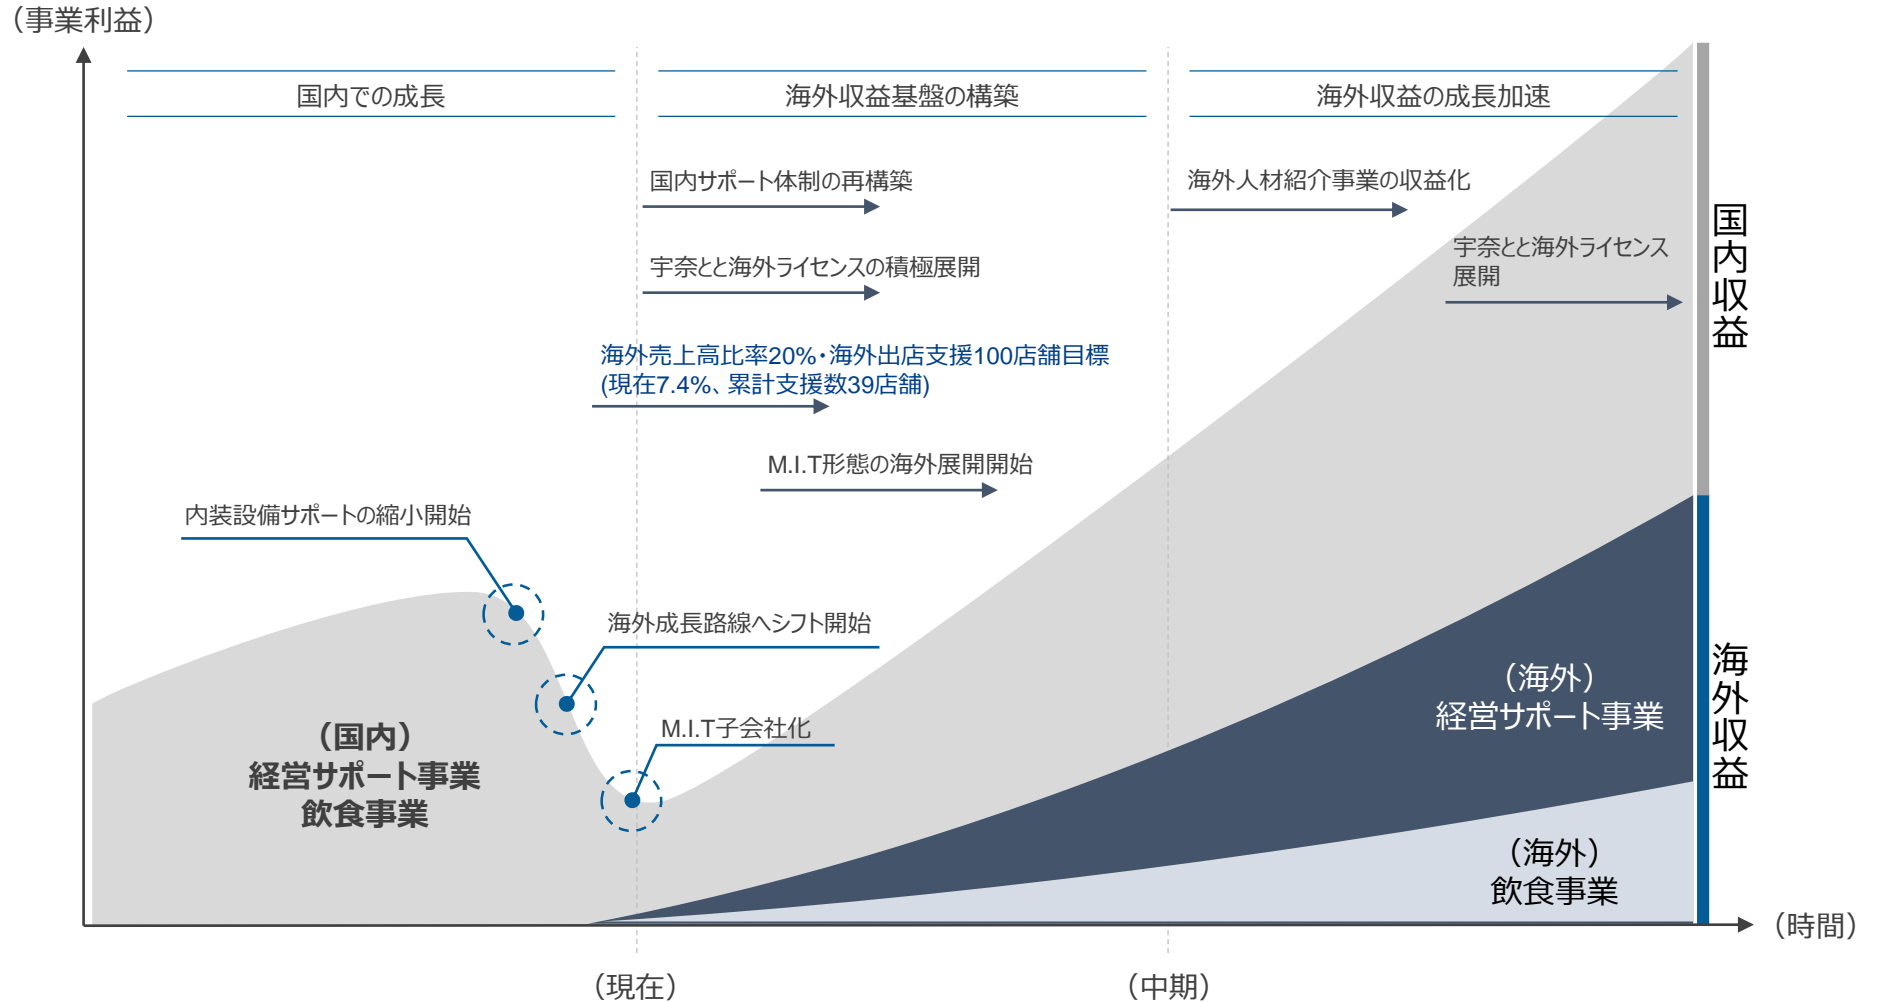 （事業利益）
国内での成長
海外収益基盤の構築
海外収益の成長加速
国内サポート体制の再構築
海外人材紹介事業の収益化
宇奈とと海外ライセンスの積極展開
宇奈とと海外ライセンス
展開
海外売上高比率20%・海外出店支援100店舗目標
(現在7.4%、累計支援数39店舗)
M.I.T形態の海外展開開始
内装設備サポートの縮小開始
海外成長路線へシフト開始
M.I.T子会社化
（国内）
経営サポート事業
飲食事業
（海外）
経営サポート事業
（海外）
飲食事業
国内収益
海外収益
（時間）
（現在）
（中期）